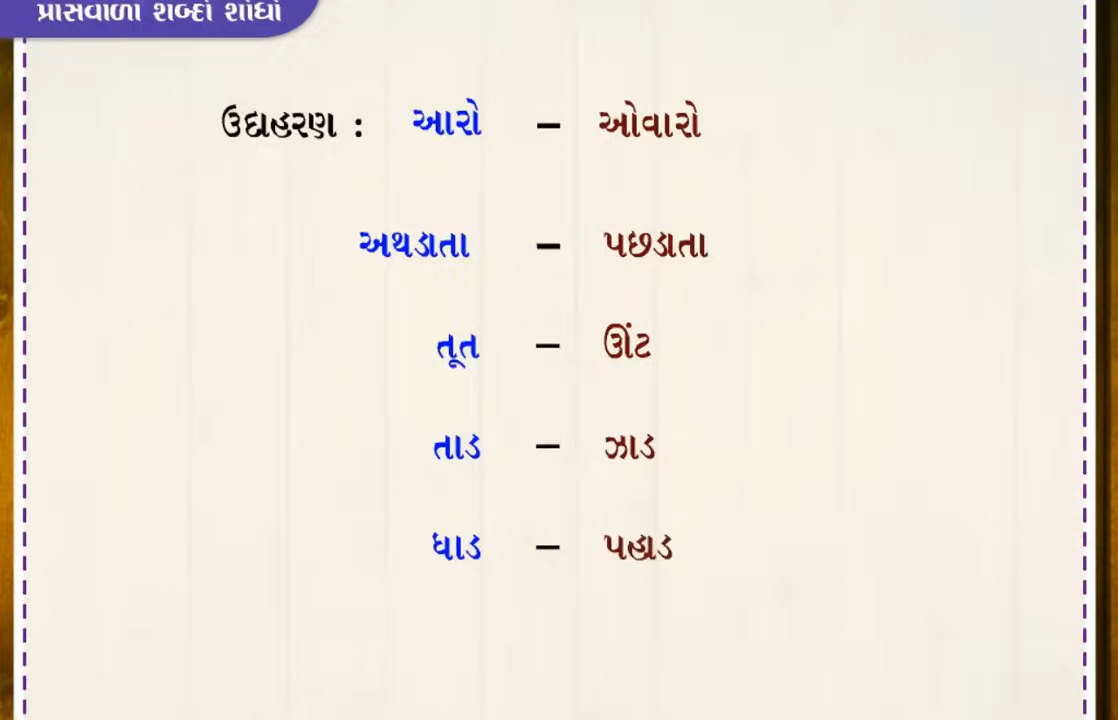 પ્રાસવાળા શબ્દો શોધો
ઉદાહરણ : આરો – ઓવારો
અથડાતા – પછડાતા
તૂત – ઊંટ
તાડ – ઝાડ
ધાડ – પહાડ